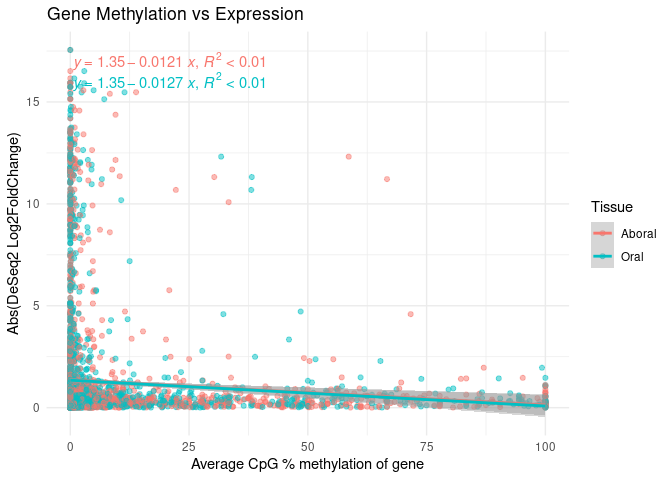 Gene Methylation vs Expression
y = 1.35 − 0.0121 x, R² < 0.01
y = 1.35 − 0.0127 x, R² < 0.01
15
10
5
0
Abs(DeSeq2 Log2FoldChange)
0 25 50 75 100
Average CpG % methylation of gene
Tissue
Aboral
Oral